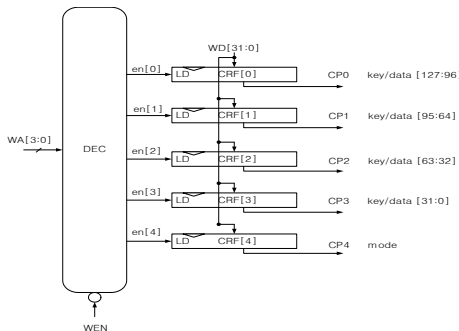 WD[31:0]
en[0]
LD CRF[0] CP0 key/data [127:96]
en[1]
LD CRF[1] CP1 key/data [95:64]
WA[3:0] DEC
en[2]
LD CRF[2] CP2 key/data [63:32]
en[3]
LD CRF[3] CP3 key/data [31:0]
en[4]
LD CRF[4] CP4 mode
WEN